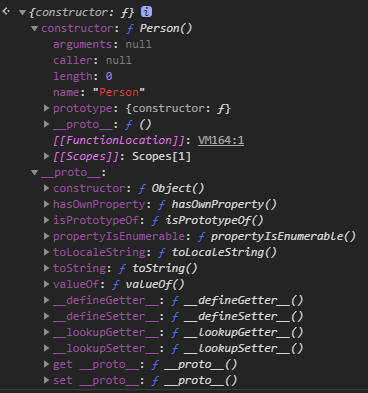 {constructor: ƒ} i
constructor: ƒ Person()
arguments: null
caller: null
length: 0
name: "Person"
prototype: {constructor: ƒ}
__proto__: ƒ ()
[[FunctionLocation]]: VM164:1
[[Scopes]]: Scopes[1]
__proto__:
constructor: ƒ Object()
hasOwnProperty: ƒ hasOwnProperty()
isPrototypeOf: ƒ isPrototypeOf()
propertyIsEnumerable: ƒ propertyIsEnumerable()
toLocaleString: ƒ toLocaleString()
toString: ƒ toString()
valueOf: ƒ valueOf()
__defineGetter__: ƒ __defineGetter__()
__defineSetter__: ƒ __defineSetter__()
__lookupGetter__: ƒ __lookupGetter__()
__lookupSetter__: ƒ __lookupSetter__()
get __proto__: ƒ __proto__()
set __proto__: ƒ __proto__()